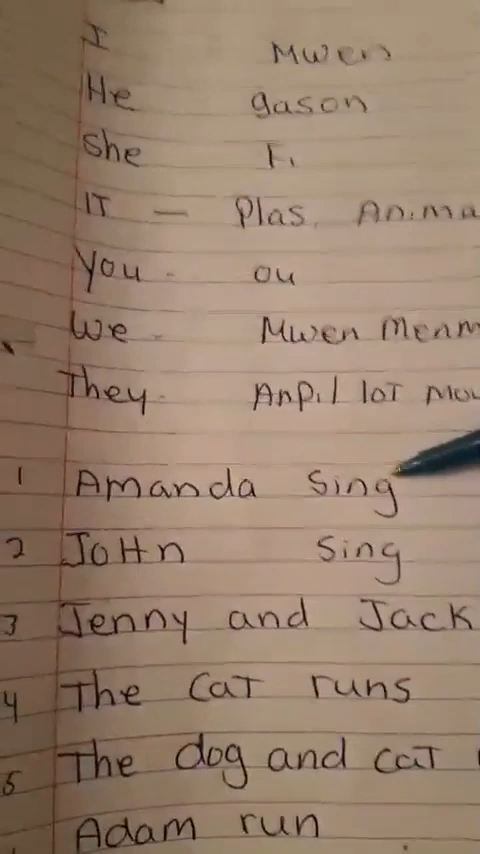 I Mwen
He gason
She Fi
IT — Plas, Anima
You - ou
We - Mwen Menm
They - Anpil lot mou
1 Amanda Sing
2 JoHn Sing
3 Jenny and Jack
4 The caT runs
5 The dog and caT
Adam run